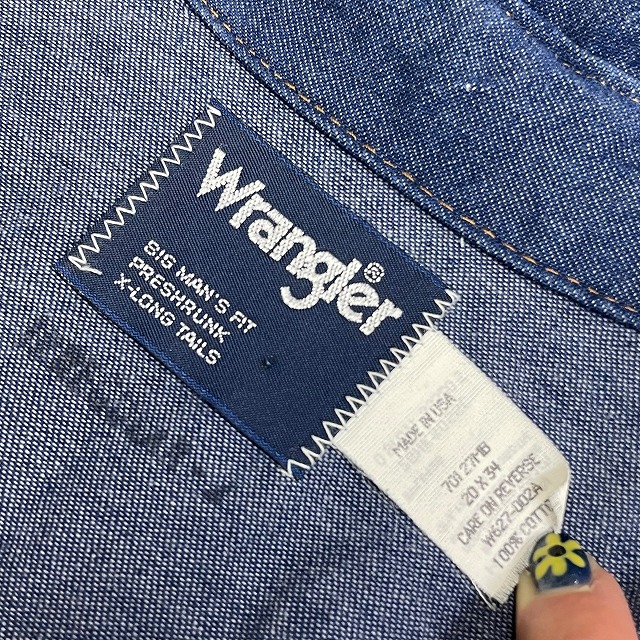 Wrangler®
BIG MAN'S FIT
PRESHRUNK
X-LONG TAILS
MADE IN USA
70127MB
20 X 34
CARE ON REVERSE
W627-002A
100%